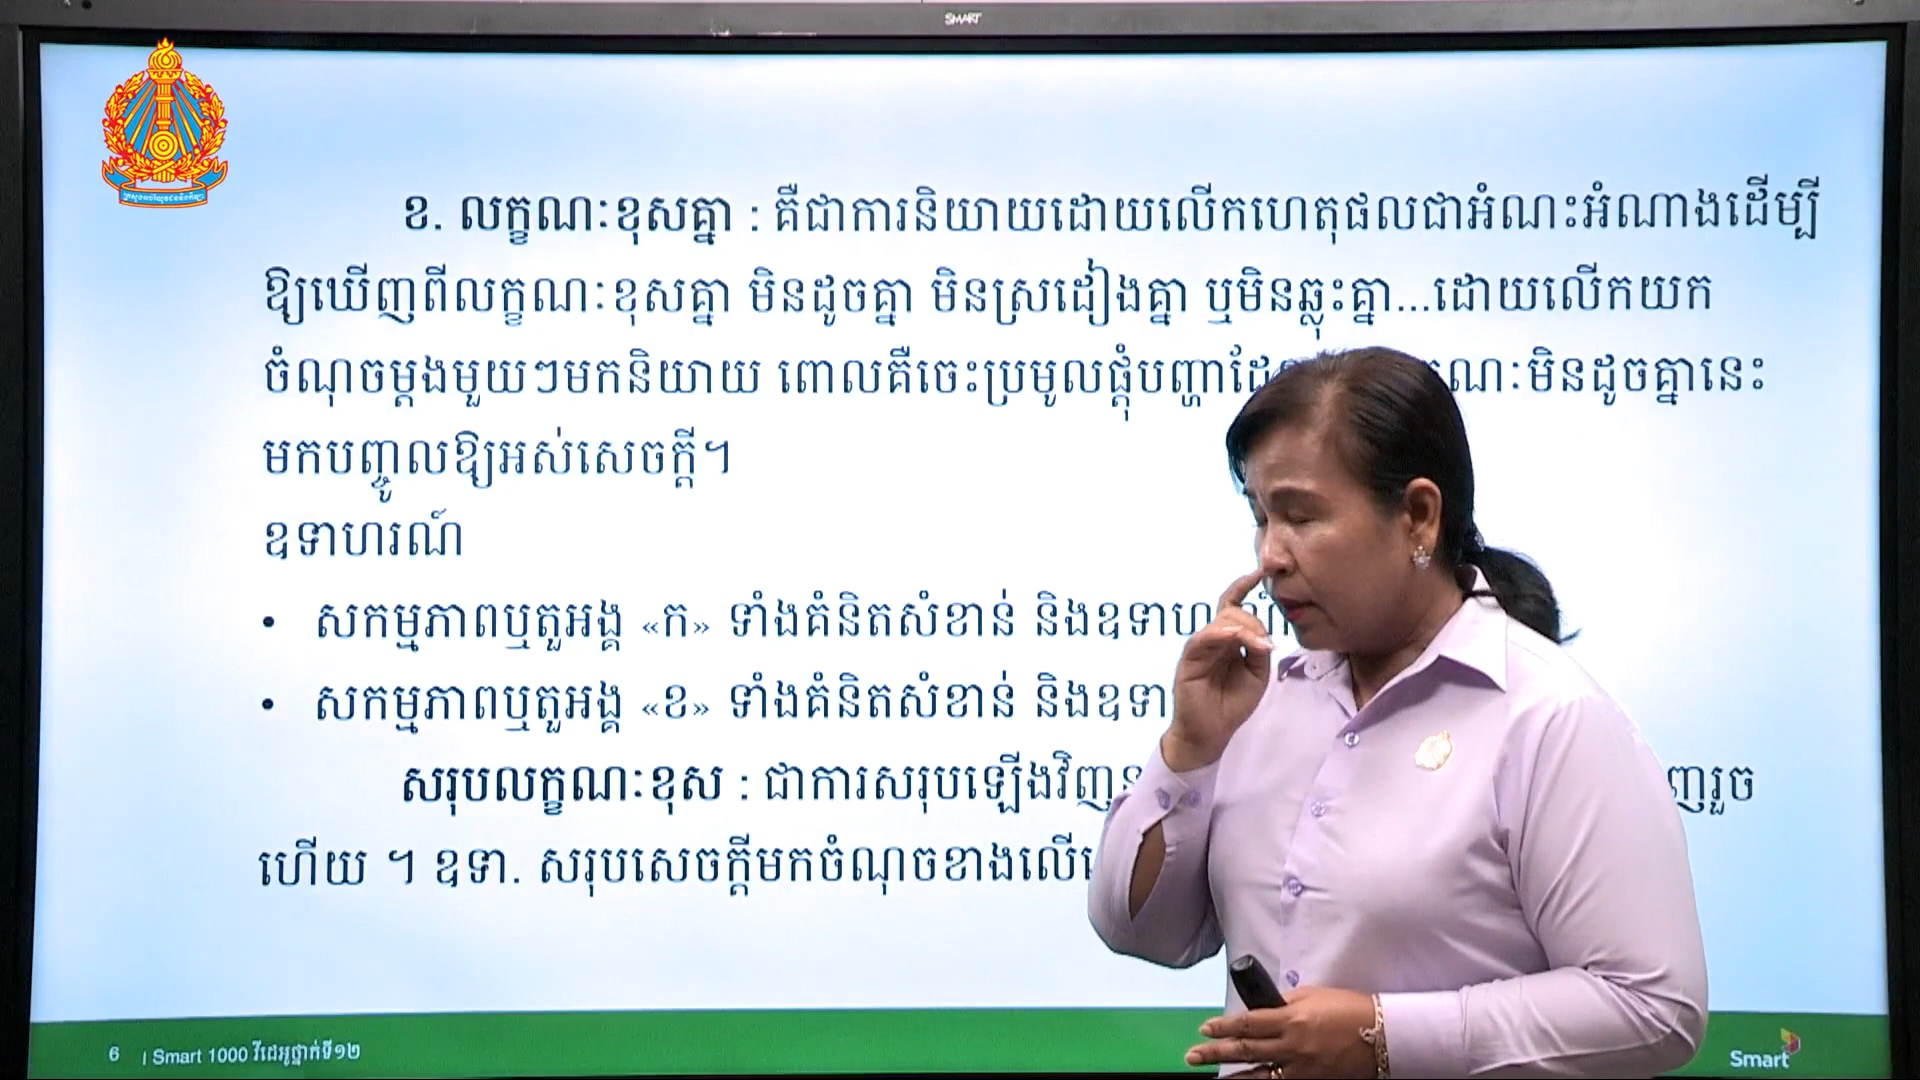 SMART
ខ. លក្ខណៈខុសគ្នា : គឺជាការនិយាយដោយលើកហេតុផលជាអំណះអំណាងដើម្បី
ឱ្យឃើញពីលក្ខណៈខុសគ្នា មិនដូចគ្នា មិនស្រដៀងគ្នា ឬមិនឆ្លុះគ្នា...ដោយលើកយក
ចំណុចម្តងមួយៗមកនិយាយ ពោលគឺចេះប្រមូលផ្តុំបញ្ហាដែ ណៈមិនដូចគ្នានេះ
មកបញ្ចូលឱ្យអស់សេចក្តី។
ឧទាហរណ៍
• សកម្មភាពឬតួអង្គ «ក» ទាំងគំនិតសំខាន់ និងឧទាហ
• សកម្មភាពឬតួអង្គ «ខ» ទាំងគំនិតសំខាន់ និងឧទា
សរុបលក្ខណៈខុស : ជាការសរុបឡើងវិញ ញរួច
ហើយ ។ ឧទា. សរុបសេចក្តីមកចំណុចខាងលើ
6 | Smart 1000 វីដេអូថ្នាក់ទី១២
Smart